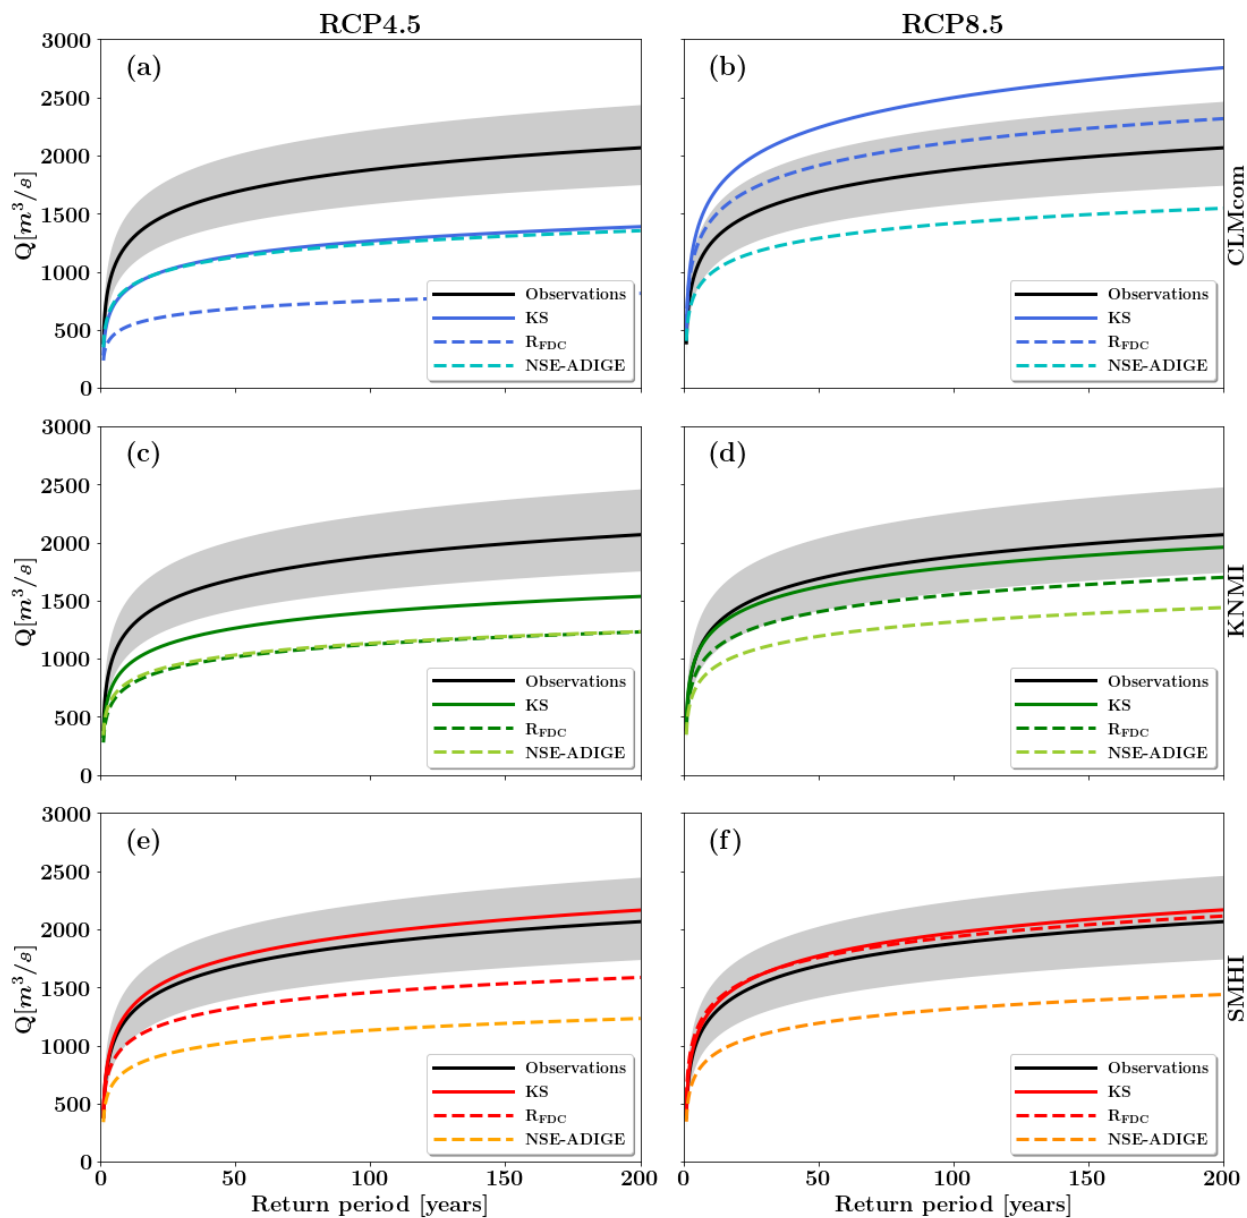 RCP4.5
RCP8.5
3000
2500
2000
1500
1000
500
0
Q[m³/s]
(a)
Observations
KS
R_FDC
NSE-ADIGE
(b)
Observations
KS
R_FDC
NSE-ADIGE
CLMcom
3000
2500
2000
1500
1000
500
0
Q[m³/s]
(c)
Observations
KS
R_FDC
NSE-ADIGE
(d)
Observations
KS
R_FDC
NSE-ADIGE
KNMI
3000
2500
2000
1500
1000
500
0
Q[m³/s]
(e)
Observations
KS
R_FDC
NSE-ADIGE
(f)
Observations
KS
R_FDC
NSE-ADIGE
SMHI
0 50 100 150 200
0 50 100 150 200
Return period [years]
Return period [years]